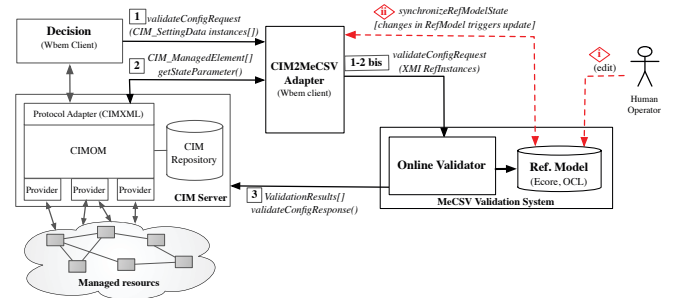 1 validateConfigRequest
(CIM_SettingData instances[])
Decision
(Wbem Client)
2 CIM_ManagedElement[]
getStateParameter()
CIM2MeCSV
Adapter
(Wbem client)
ii synchronizeRefModelState
[changes in RefModel triggers update]
1-2 bis validateConfigRequest
(XMI RefInstances)
i
(edit)
Human
Operator
Protocol Adapter (CIMXML)
CIMOM
CIM
Repository
Provider Provider Provider
CIM Server
Online Validator
Ref. Model
(Ecore, OCL)
MeCSV Validation System
3 ValidationResults[]
validateConfigResponse()
Managed resourcs